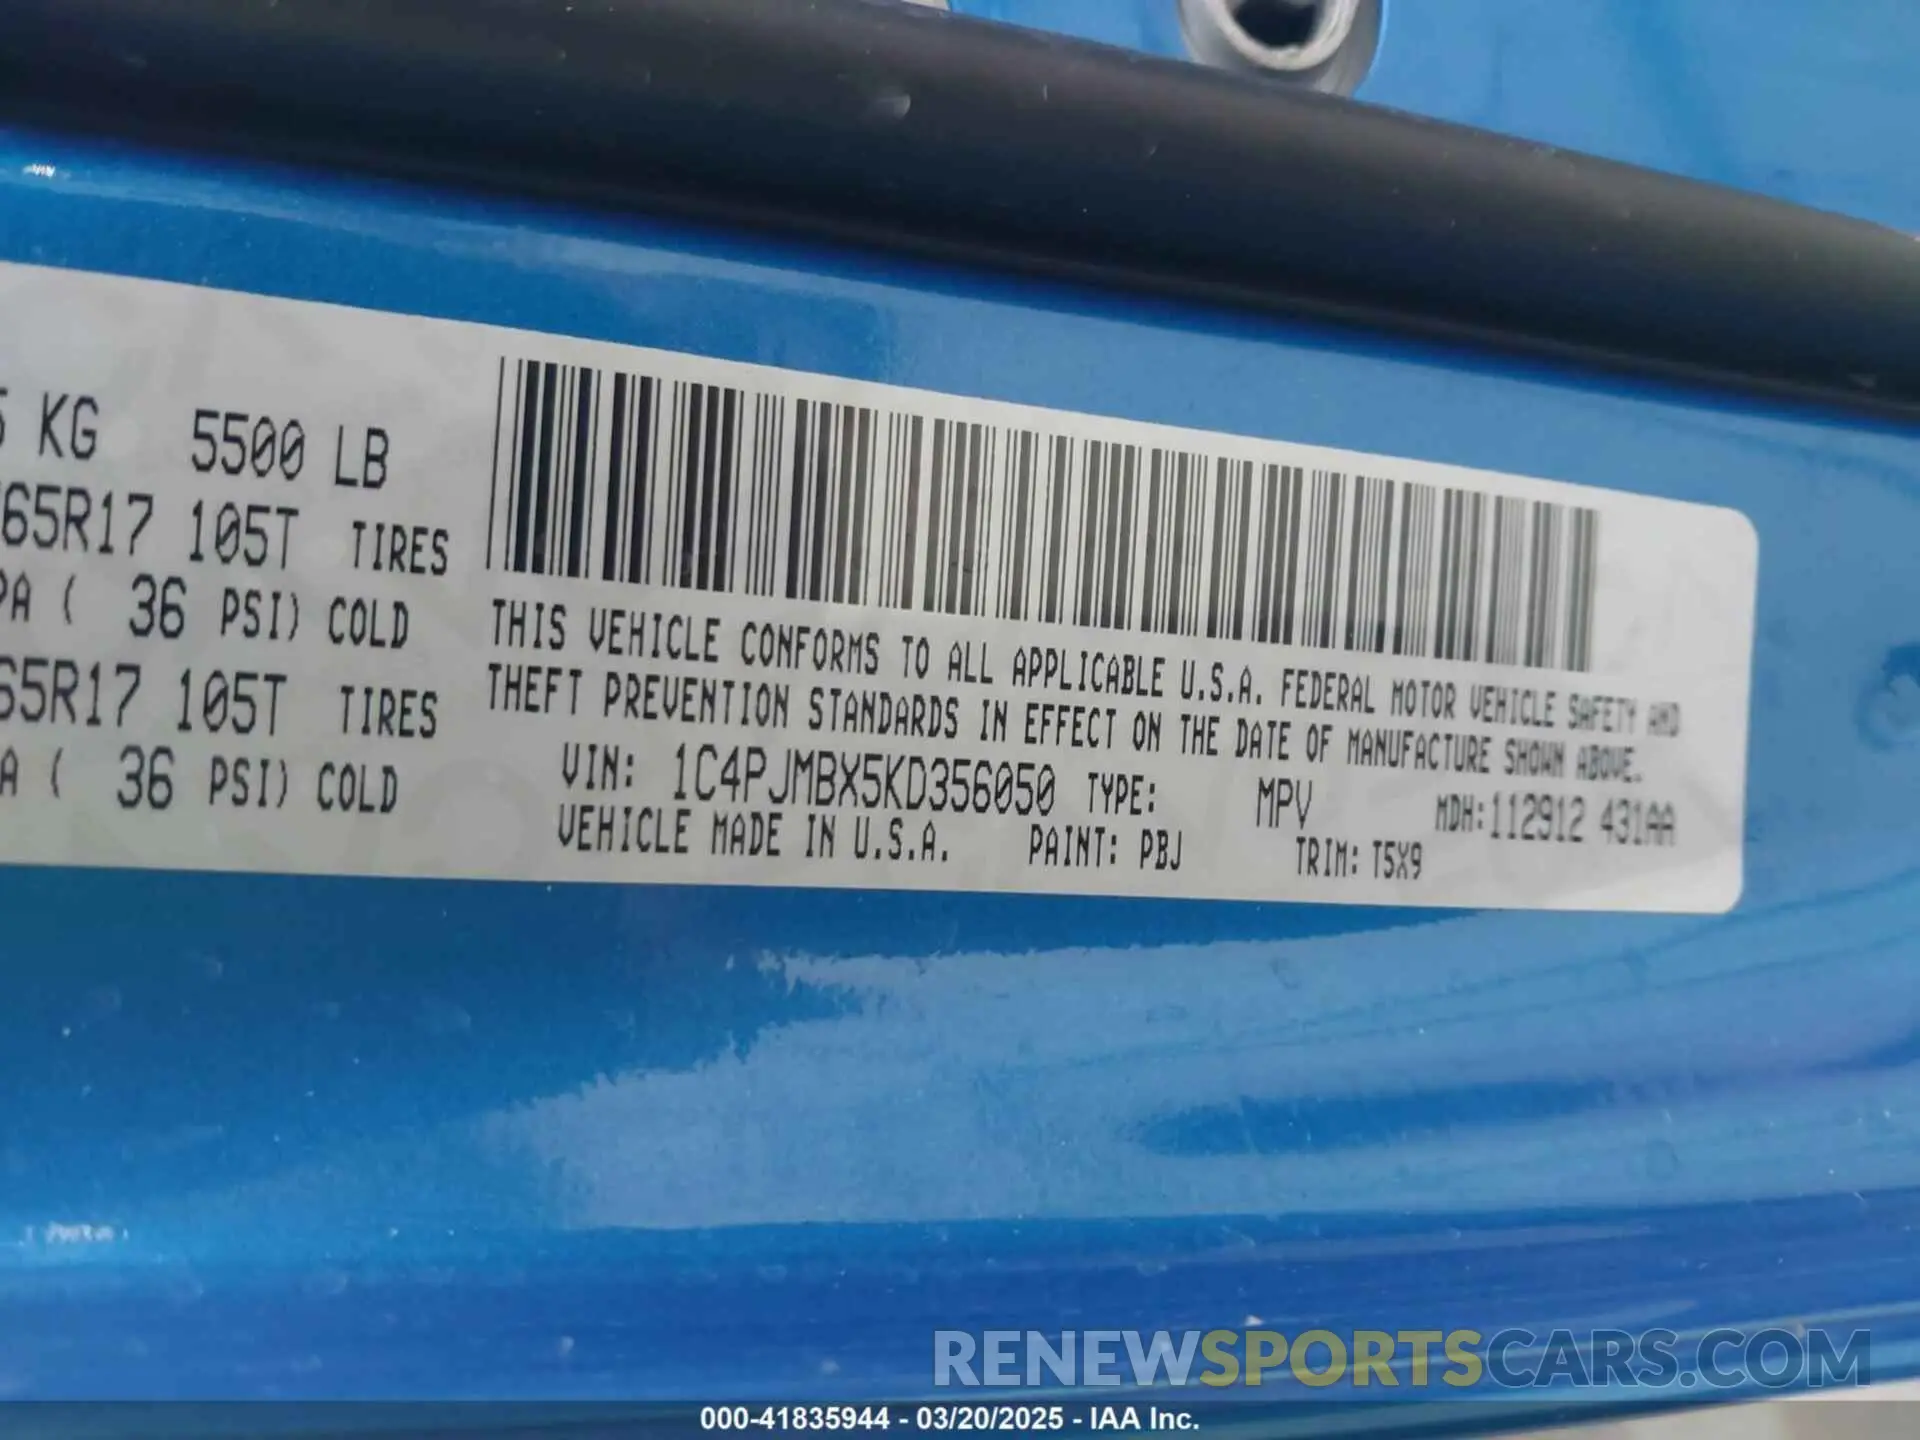 KG 5500 LB
65R17 105T TIRES
PA ( 36 PSI) COLD
65R17 105T TIRES
A ( 36 PSI) COLD
THIS VEHICLE CONFORMS TO ALL APPLICABLE U.S.A. FEDERAL MOTOR VEHICLE SAFETY AND
THEFT PREVENTION STANDARDS IN EFFECT ON THE DATE OF MANUFACTURE SHOWN ABOVE.
VIN: 1C4PJMBX5KD356050 TYPE: MPV MDH:112912 431AA
VEHICLE MADE IN U.S.A. PAINT: PBJ TRIM: T5X9
RENEWSPORTSCARS.COM
000-41835944 - 03/20/2025 - IAA Inc.